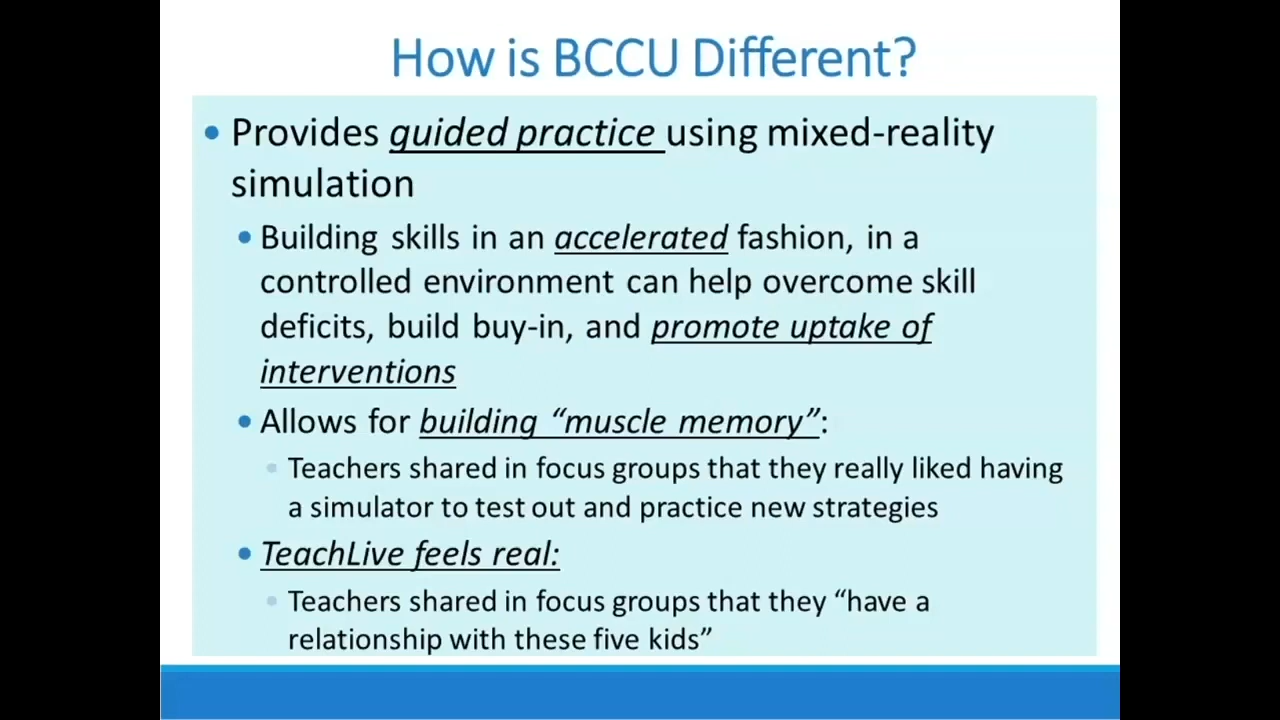 How is BCCU Different?
• Provides guided practice using mixed-reality
simulation
• Building skills in an accelerated fashion, in a
controlled environment can help overcome skill
deficits, build buy-in, and promote uptake of
interventions
• Allows for building “muscle memory”:
• Teachers shared in focus groups that they really liked having
a simulator to test out and practice new strategies
• TeachLive feels real:
• Teachers shared in focus groups that they “have a
relationship with these five kids”